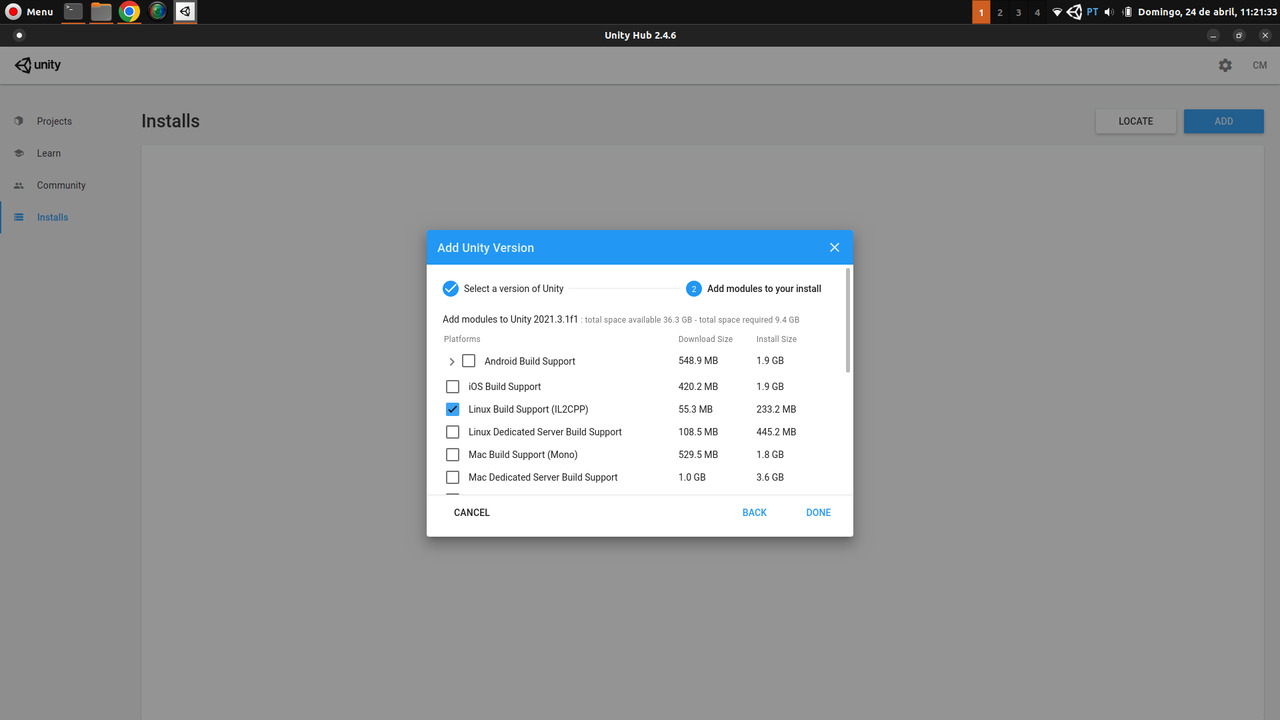 Menu
1 2 3 4 PT Domingo, 24 de abril, 11:21:33
Unity Hub 2.4.6
unity
CM
Projects
Learn
Community
Installs
Installs
LOCATE
ADD
Add Unity Version
Select a version of Unity
2 Add modules to your install
Add modules to Unity 2021.3.1f1 : total space available 36.3 GB - total space required 9.4 GB
Platforms Download Size Install Size
Android Build Support 548.9 MB 1.9 GB
iOS Build Support 420.2 MB 1.9 GB
Linux Build Support (IL2CPP) 55.3 MB 233.2 MB
Linux Dedicated Server Build Support 108.5 MB 445.2 MB
Mac Build Support (Mono) 529.5 MB 1.8 GB
Mac Dedicated Server Build Support 1.0 GB 3.6 GB
CANCEL BACK DONE